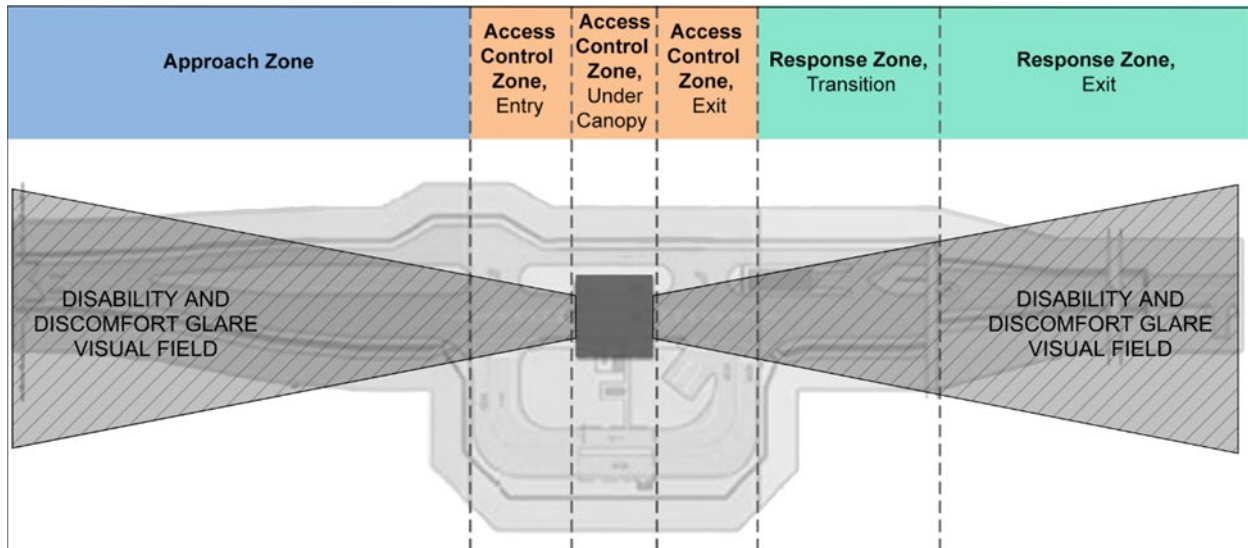 Approach Zone
Access
Control
Zone,
Entry
Access
Control
Zone,
Under
Canopy
Access
Control
Zone,
Exit
Response Zone,
Transition
Response Zone,
Exit
DISABILITY AND
DISCOMFORT GLARE
VISUAL FIELD
DISABILITY AND
DISCOMFORT GLARE
VISUAL FIELD